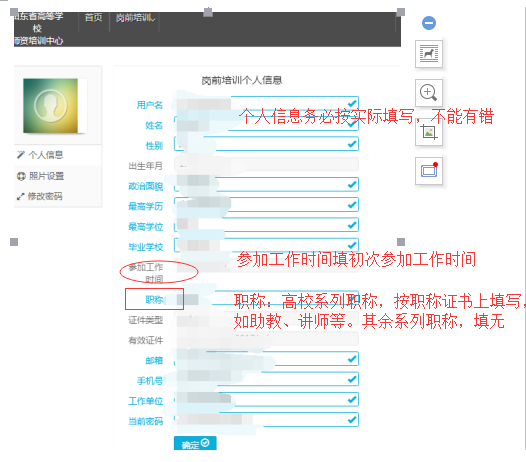 山东省高等学
校
师资培训中心
首页
岗前培训
岗前培训个人信息
用户名
个人信息务必按实际填写，不能有错
姓名
性别
个人信息
出生年月
照片设置
政治面貌
修改密码
最高学历
最高学位
毕业学校
参加工作
时间
参加工作时间填初次参加工作时间
职称
职称：高校系列职称，按职称证书上填写，
如助教、讲师等。其余系列职称，填无
证件类型
有效证件
邮箱
手机号
工作单位
当前密码
确定